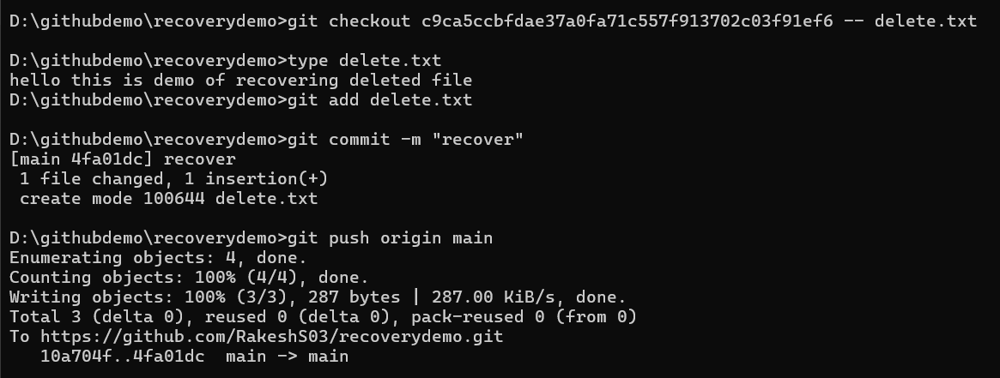 D:\githubdemo\recoverydemo>git checkout c9ca5ccbfdae37a0fa71c557f913702c03f91ef6 -- delete.txt
D:\githubdemo\recoverydemo>type delete.txt
hello this is demo of recovering deleted file
D:\githubdemo\recoverydemo>git add delete.txt
D:\githubdemo\recoverydemo>git commit -m "recover"
[main 4fa01dc] recover
 1 file changed, 1 insertion(+)
 create mode 100644 delete.txt
D:\githubdemo\recoverydemo>git push origin main
Enumerating objects: 4, done.
Counting objects: 100% (4/4), done.
Writing objects: 100% (3/3), 287 bytes | 287.00 KiB/s, done.
Total 3 (delta 0), reused 0 (delta 0), pack-reused 0 (from 0)
To https://github.com/RakeshS03/recoverydemo.git
   10a704f..4fa01dc  main -> main